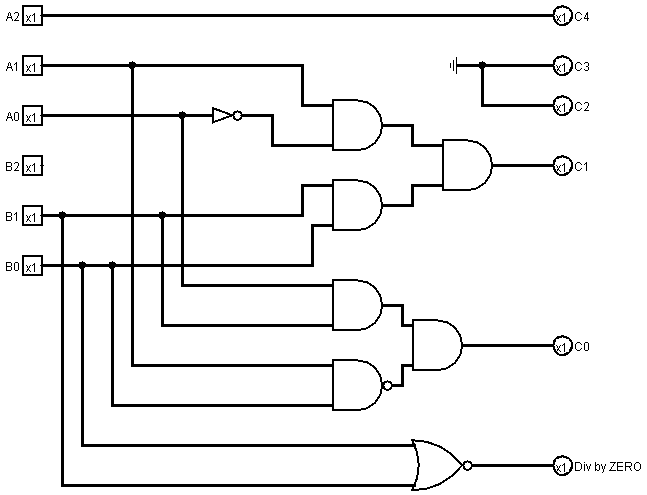 A2 x1 x1 C4
A1 x1 x1 C3
A0 x1 x1 C2
B2 x1 x1 C1
B1 x1
B0 x1
x1 C0
x1 Div by ZERO